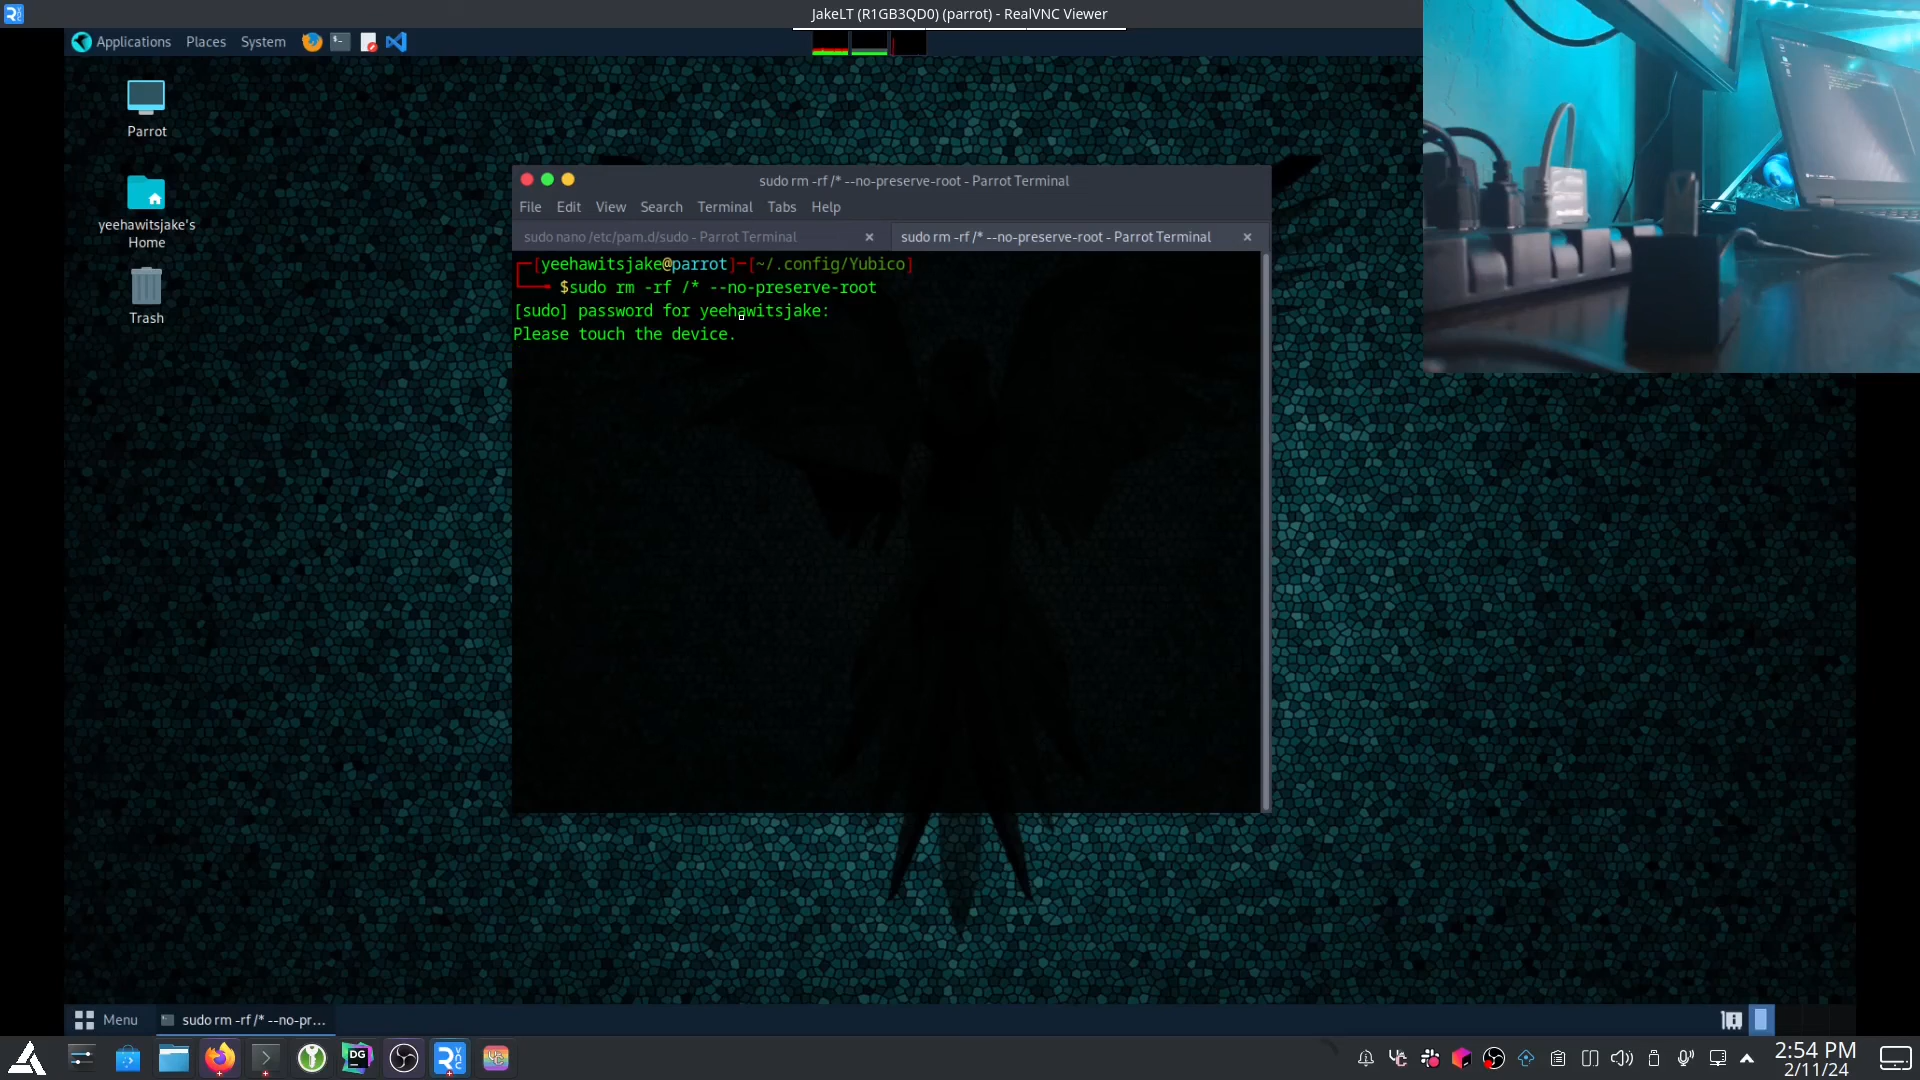 JakeLT (R1GB3QD0) (parrot) - RealVNC Viewer
Applications Places System
Parrot
yeehawitsjake's
Home
Trash
sudo rm -rf /* --no-preserve-root - Parrot Terminal
File Edit View Search Terminal Tabs Help
sudo nano /etc/pam.d/sudo - Parrot Terminal
sudo rm -rf /* --no-preserve-root - Parrot Terminal
[yeehawitsjake@parrot]─[~/.config/Yubico]
$sudo rm -rf /* --no-preserve-root
[sudo] password for yeehawitsjake:
Please touch the device.
Menu
sudo rm -rf /* --no-pr...
DG
2:54 PM
2/11/24